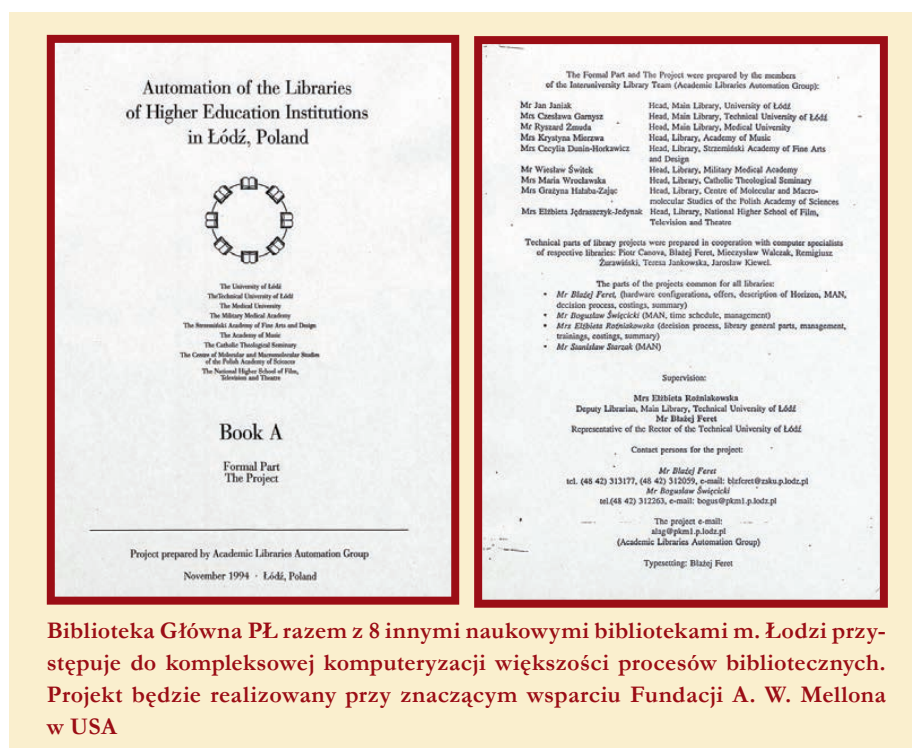 Automation of the Libraries
of Higher Education Institutions
in Łódź, Poland
The University of Łódź
TheTechnical University of Łódź
The Medical University
The Military Medical Academy
The Strzemiński Academy of Fine Arts and Design
The Academy of Music
The Catholic Theological Seminary
The Centre of Molecular and Macromolecular Studies
of the Polish Academy of Sciences
The National Higher School of Film,
Television and Theatre
Book A
Formal Part
The Project
Project prepared by Academic Libraries Automation Group
November 1994 · Łódź, Poland
The Formal Part and The Project were prepared by the members
of the Interuniversity Library Team (Academic Libraries Automation Group):
Mr Jan Janiak Head, Main Library, University of Łódź
Mrs Czesława Garnysz Head, Main Library, Technical University of Łódź
Mr Ryszard Żmuda Head, Main Library, Medical University
Mrs Krystyna Mierzwa Head, Library, Academy of Music
Mrs Cecylia Dunin-Horkawicz Head, Library, Strzemiński Academy of Fine Arts
and Design
Mr Wiesław Świtek Head, Library, Military Medical Academy
Mrs Maria Wrocławska Head, Library, Catholic Theological Seminary
Mrs Grażyna Hałaba-Zając Head, Library, Centre of Molecular and Macro-
molecular Studies of the Polish Academy of Sciences
Mrs Elżbieta Jędraszczyk-Jedynak Head, Library, National Higher School of Film,
Television and Theatre
Technical parts of library projects were prepared in cooperation with computer specialists
of respective libraries: Piotr Canova, Błażej Feret, Mieczysław Walczak, Remigiusz
Żurawiński, Teresa Jankowska, Jarosław Kiewel.
The parts of the projects common for all libraries:
• Mr Błażej Feret, (hardware configurations, offers, description of Horizon, MAN,
decision process, costings, summary)
• Mr Bogusław Święcicki (MAN, time schedule, management)
• Mrs Elżbieta Rożniakowska (decision process, library general parts, management,
trainings, costings, summary)
• Mr Stanisław Starzak (MAN)
Supervision:
Mrs Elżbieta Rożniakowska
Deputy Librarian, Main Library, Technical University of Łódź
Mr Błażej Feret
Representative of the Rector of the Technical University of Łódź
Contact persons for the project:
Mr Błażej Feret
tel. (48 42) 313177, (48 42) 312059, e-mail: blzferet@zsku.p.lodz.pl
Mr Bogusław Święcicki
tel.(48 42) 312263, e-mail: bogus@pkm1.p.lodz.pl
The project e-mail:
alag@pkm1.p.lodz.pl
(Academic Libraries Automation Group)
Typesetting: Błażej Feret
Biblioteka Główna PŁ razem z 8 innymi naukowymi bibliotekami m. Łodzi przy-
stępuje do kompleksowej komputeryzacji większości procesów bibliotecznych.
Projekt będzie realizowany przy znaczącym wsparciu Fundacji A. W. Mellona
w USA